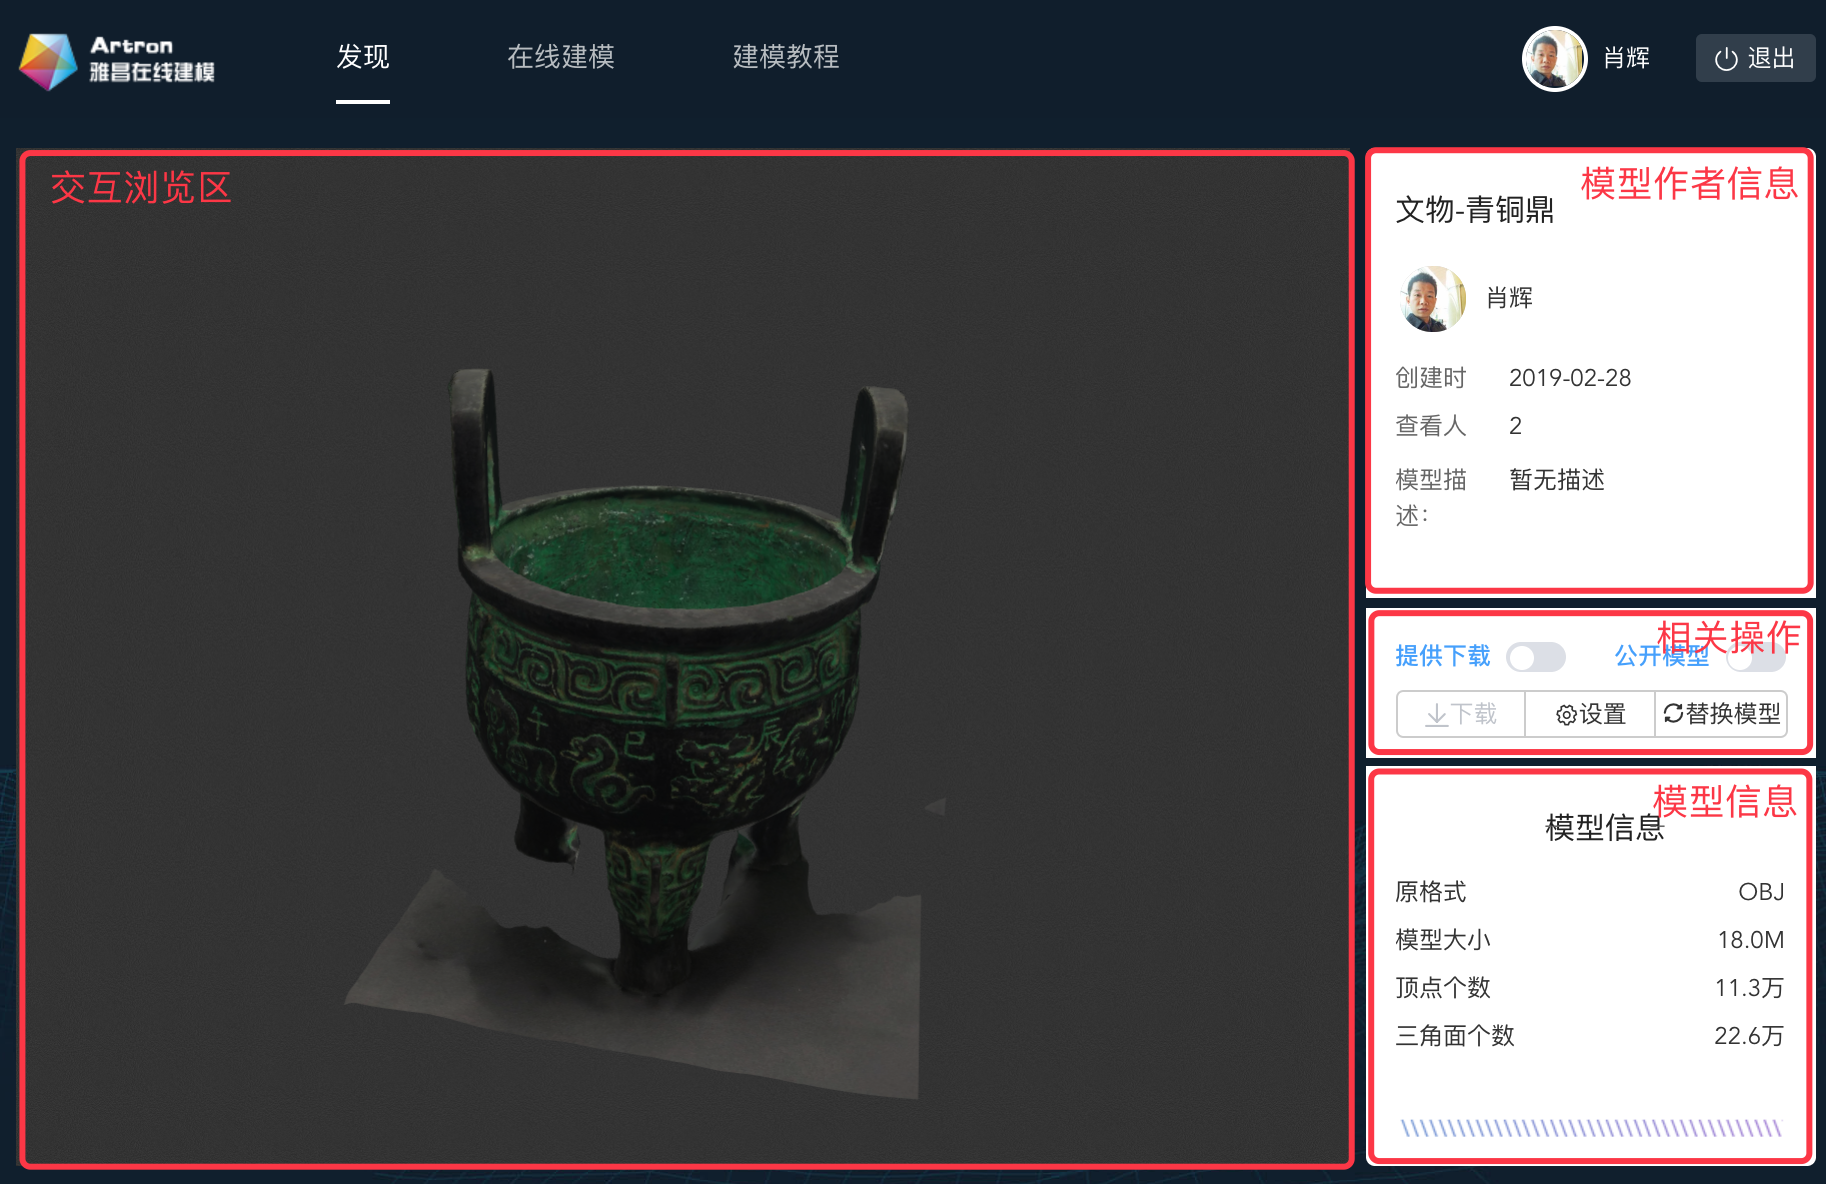 Artron
雅昌在线建模
发现
在线建模
建模教程
肖辉
退出
交互浏览区
午
巳
辰
模型作者信息
文物-青铜鼎
肖辉
创建时
2019-02-28
查看人
2
模型描述：
暂无描述
相关操作
提供下载
公开模型
下载
设置
替换模型
模型信息
模型信息
原格式
OBJ
模型大小
18.0M
顶点个数
11.3万
三角面个数
22.6万